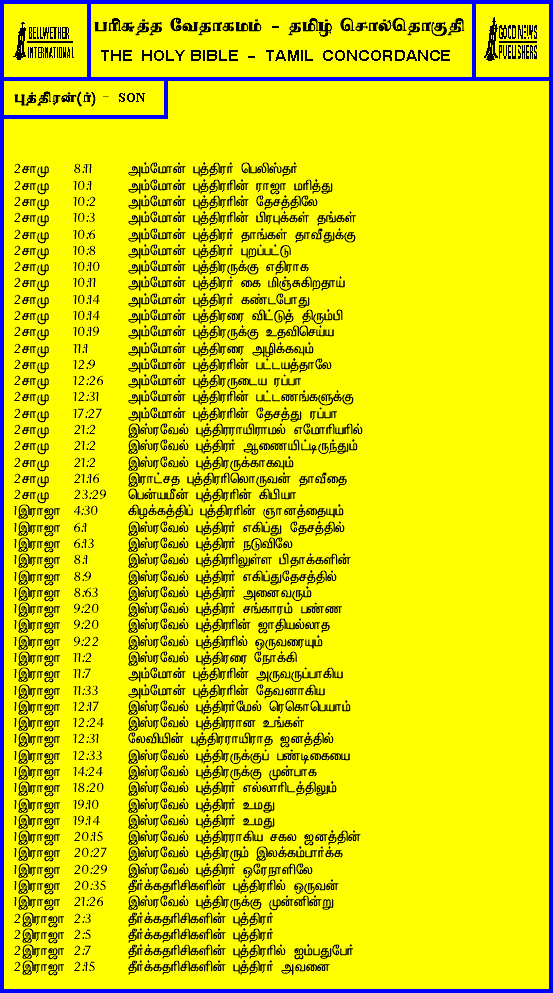 BELLWETHER INTERNATIONAL
பரிசுத்த வேதாகமம் - தமிழ் சொல்தொகுதி
THE HOLY BIBLE - TAMIL CONCORDANCE
GOOD NEWS PUBLISHERS
புத்திரன்(ர்) - SON
2சாமு 8:11 அம்மோன் புத்திரர் பெலிஸ்தர்
2சாமு 10:1 அம்மோன் புத்திரரின் ராஜா மரித்து
2சாமு 10:2 அம்மோன் புத்திரரின் தேசத்திலே
2சாமு 10:3 அம்மோன் புத்திரரின் பிரபுக்கள் தங்கள்
2சாமு 10:6 அம்மோன் புத்திரர் தாங்கள் தாவீதுக்கு
2சாமு 10:8 அம்மோன் புத்திரர் புறப்பட்டு
2சாமு 10:10 அம்மோன் புத்திரருக்கு எதிராக
2சாமு 10:11 அம்மோன் புத்திரர் கை மிஞ்சுகிறதாய்
2சாமு 10:14 அம்மோன் புத்திரர் கண்டபோது
2சாமு 10:14 அம்மோன் புத்திரரை விட்டுத் திரும்பி
2சாமு 10:19 அம்மோன் புத்திரருக்கு உதவிசெய்ய
2சாமு 11:1 அம்மோன் புத்திரரை அழிக்கவும்
2சாமு 12:9 அம்மோன் புத்திரரின் பட்டயத்தாலே
2சாமு 12:26 அம்மோன் புத்திரருடைய ரப்பா
2சாமு 12:31 அம்மோன் புத்திரரின் பட்டணங்களுக்கு
2சாமு 17:27 அம்மோன் புத்திரரின் தேசத்து ரப்பா
2சாமு 21:2 இஸ்ரவேல் புத்திரராயிராமல் எமோரியரில்
2சாமு 21:2 இஸ்ரவேல் புத்திரர் ஆணையிட்டிருந்தும்
2சாமு 21:2 இஸ்ரவேல் புத்திரருக்காகவும்
2சாமு 21:16 இராட்சத புத்திரரிலொருவன் தாவீதை
2சாமு 23:29 பென்யமீன் புத்திரரின் கிபியா
1இராஜா 4:30 கிழக்கத்திப் புத்திரரின் ஞானத்தையும்
1இராஜா 6:1 இஸ்ரவேல் புத்திரர் எகிப்து தேசத்தில்
1இராஜா 6:13 இஸ்ரவேல் புத்திரர் நடுவிலே
1இராஜா 8:1 இஸ்ரவேல் புத்திரரிலுள்ள பிதாக்களின்
1இராஜா 8:9 இஸ்ரவேல் புத்திரர் எகிப்துதேசத்தில்
1இராஜா 8:63 இஸ்ரவேல் புத்திரர் அனைவரும்
1இராஜா 9:20 இஸ்ரவேல் புத்திரர் சங்காரம் பண்ண
1இராஜா 9:20 இஸ்ரவேல் புத்திரரின் ஜாதியல்லாத
1இராஜா 9:22 இஸ்ரவேல் புத்திரரில் ஒருவரையும்
1இராஜா 11:2 இஸ்ரவேல் புத்திரரை நோக்கி
1இராஜா 11:7 அம்மோன் புத்திரரின் அருவருப்பாகிய
1இராஜா 11:33 அம்மோன் புத்திரரின் தேவனாகிய
1இராஜா 12:17 இஸ்ரவேல் புத்திரர்மேல் ரெகொபெயாம்
1இராஜா 12:24 இஸ்ரவேல் புத்திரரான உங்கள்
1இராஜா 12:31 லேவியின் புத்திரராயிராத ஜனத்தில்
1இராஜா 12:33 இஸ்ரவேல் புத்திரருக்குப் பண்டிகையை
1இராஜா 14:24 இஸ்ரவேல் புத்திரருக்கு முன்பாக
1இராஜா 18:20 இஸ்ரவேல் புத்திரர் எல்லாரிடத்திலும்
1இராஜா 19:10 இஸ்ரவேல் புத்திரர் உமது
1இராஜா 19:14 இஸ்ரவேல் புத்திரர் உமது
1இராஜா 20:15 இஸ்ரவேல் புத்திரராகிய சகல ஜனத்தின்
1இராஜா 20:27 இஸ்ரவேல் புத்திரரும் இலக்கம்பார்க்க
1இராஜா 20:29 இஸ்ரவேல் புத்திரர் ஒரேநாளிலே
1இராஜா 20:35 தீர்க்கதரிசிகளின் புத்திரரில் ஒருவன்
1இராஜா 21:26 இஸ்ரவேல் புத்திரருக்கு முன்னின்று
2இராஜா 2:3 தீர்க்கதரிசிகளின் புத்திரர்
2இராஜா 2:5 தீர்க்கதரிசிகளின் புத்திரர்
2இராஜா 2:7 தீர்க்கதரிசிகளின் புத்திரரில் ஐம்பதுபேர்
2இராஜா 2:15 தீர்க்கதரிசிகளின் புத்திரர் அவனை